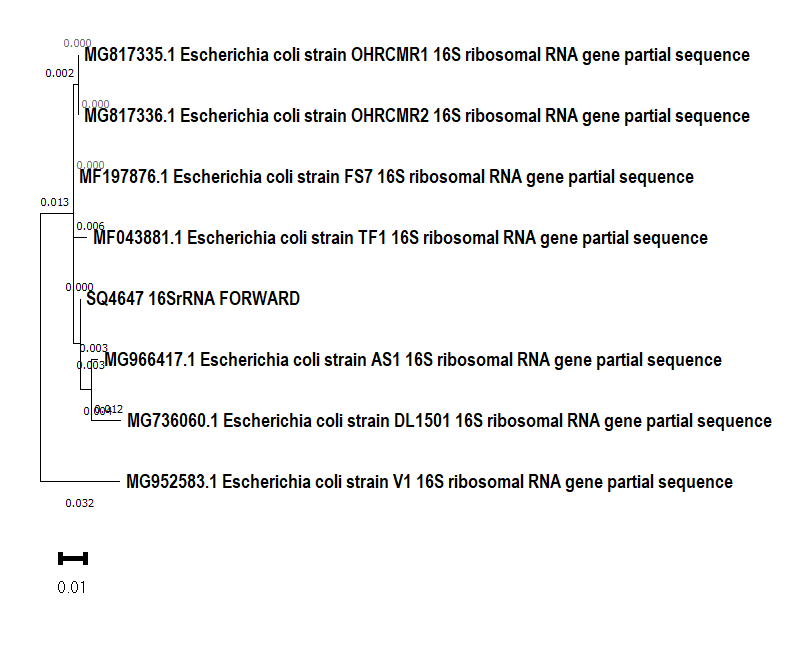 0.000
MG817335.1 Escherichia coli strain OHRCMR1 16S ribosomal RNA gene partial sequence
0.002
0.000
MG817336.1 Escherichia coli strain OHRCMR2 16S ribosomal RNA gene partial sequence
0.000
MF197876.1 Escherichia coli strain FS7 16S ribosomal RNA gene partial sequence
0.013
0.006
MF043881.1 Escherichia coli strain TF1 16S ribosomal RNA gene partial sequence
0.000
SQ4647 16SrRNA FORWARD
0.003
MG966417.1 Escherichia coli strain AS1 16S ribosomal RNA gene partial sequence
0.003
0.004
0.012
MG736060.1 Escherichia coli strain DL1501 16S ribosomal RNA gene partial sequence
MG952583.1 Escherichia coli strain V1 16S ribosomal RNA gene partial sequence
0.032
0.01